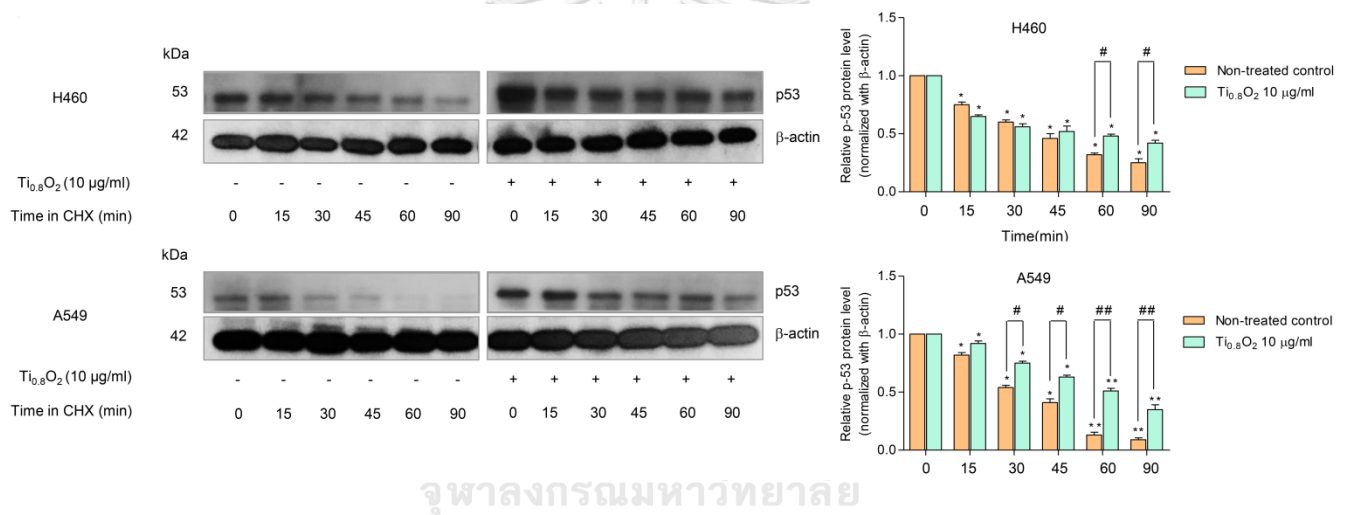 kDa
H460
53
p53
42
β-actin
Ti0.8O2 (10 µg/ml)
- - - - - - + + + + + +
Time in CHX (min)
0 15 30 45 60 90 0 15 30 45 60 90
kDa
A549
53
p53
42
β-actin
Ti0.8O2 (10 µg/ml)
- - - - - - + + + + + +
Time in CHX (min)
0 15 30 45 60 90 0 15 30 45 60 90
H460
Relative p-53 protein level
(normalized with β-actin)
1.5
1.0
0.5
0.0
# #
* * * * * * * * * *
0 15 30 45 60 90
Time(min)
Non-treated control
Ti0.8O2 10 µg/ml
A549
Relative p-53 protein level
(normalized with β-actin)
1.5
1.0
0.5
0.0
# # ## ##
* * * * * * ** ** ** **
0 15 30 45 60 90
Non-treated control
Ti0.8O2 10 µg/ml
จุฬาลงกรณมหาวิทยาลัย